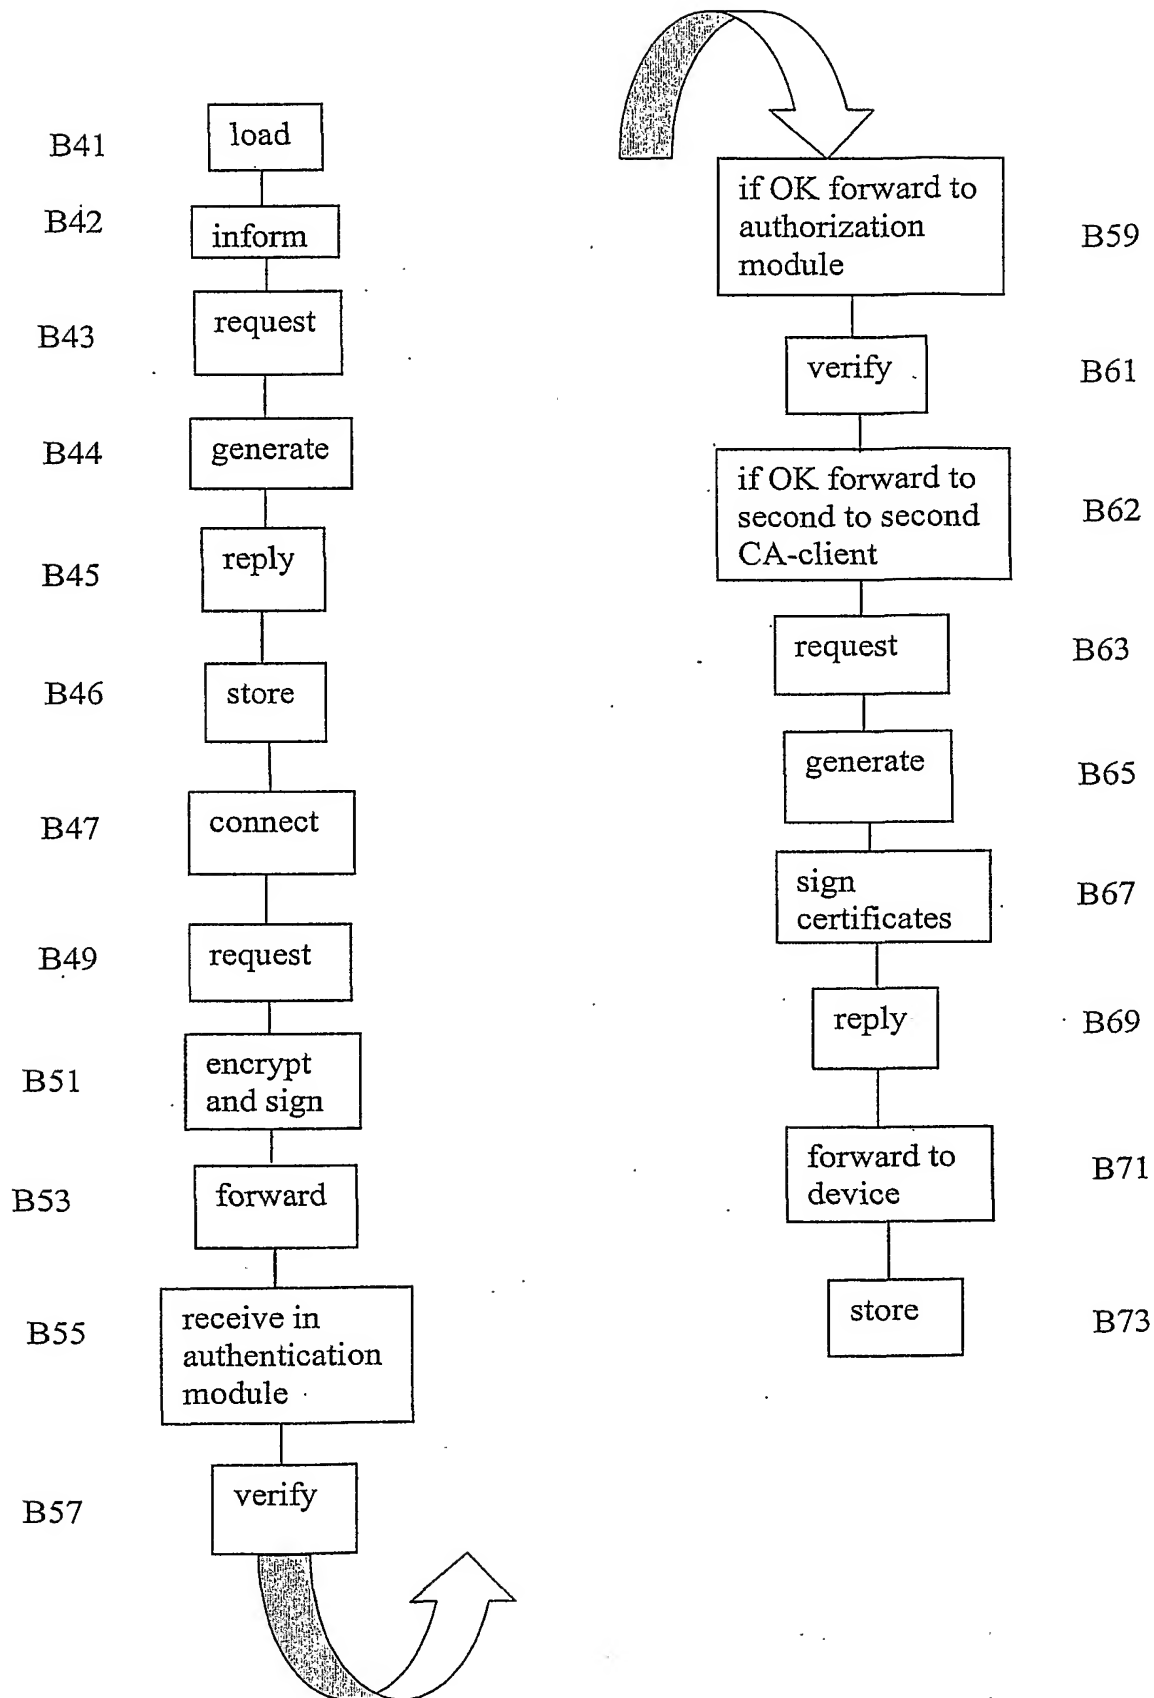 B41
load
B42
inform
B43
request
B44
generate
B45
reply
B46
store
B47
connect
B49
request
B51
encrypt
and sign
B53
forward
B55
receive in
authentication
module
B57
verify
if OK forward to
authorization
module
B59
verify
B61
if OK forward to
second to second
CA-client
B62
request
B63
generate
B65
sign
certificates
B67
reply
B69
forward to
device
B71
store
B73